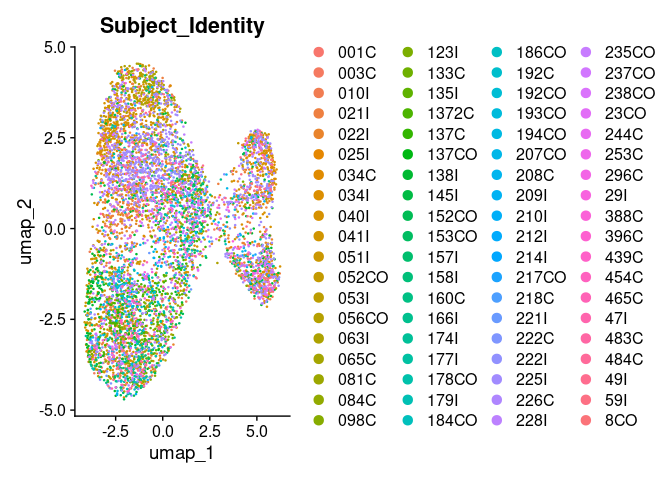 Subject_Identity
5.0
2.5
0.0
-2.5
-5.0
umap_2
-2.5
0.0
2.5
5.0
umap_1
001C
003C
010I
021I
022I
025I
034C
034I
040I
041I
051I
052CO
053I
056CO
063I
065C
081C
084C
098C
123I
133C
135I
1372C
137C
137CO
138I
145I
152CO
153CO
157I
158I
160C
166I
174I
177I
178CO
179I
184CO
186CO
192C
192CO
193CO
194CO
207CO
208C
209I
210I
212I
214I
217CO
218C
221I
222C
222I
225I
226C
228I
235CO
237CO
238CO
23CO
244C
253C
296C
29I
388C
396C
439C
454C
465C
47I
483C
484C
49I
59I
8CO